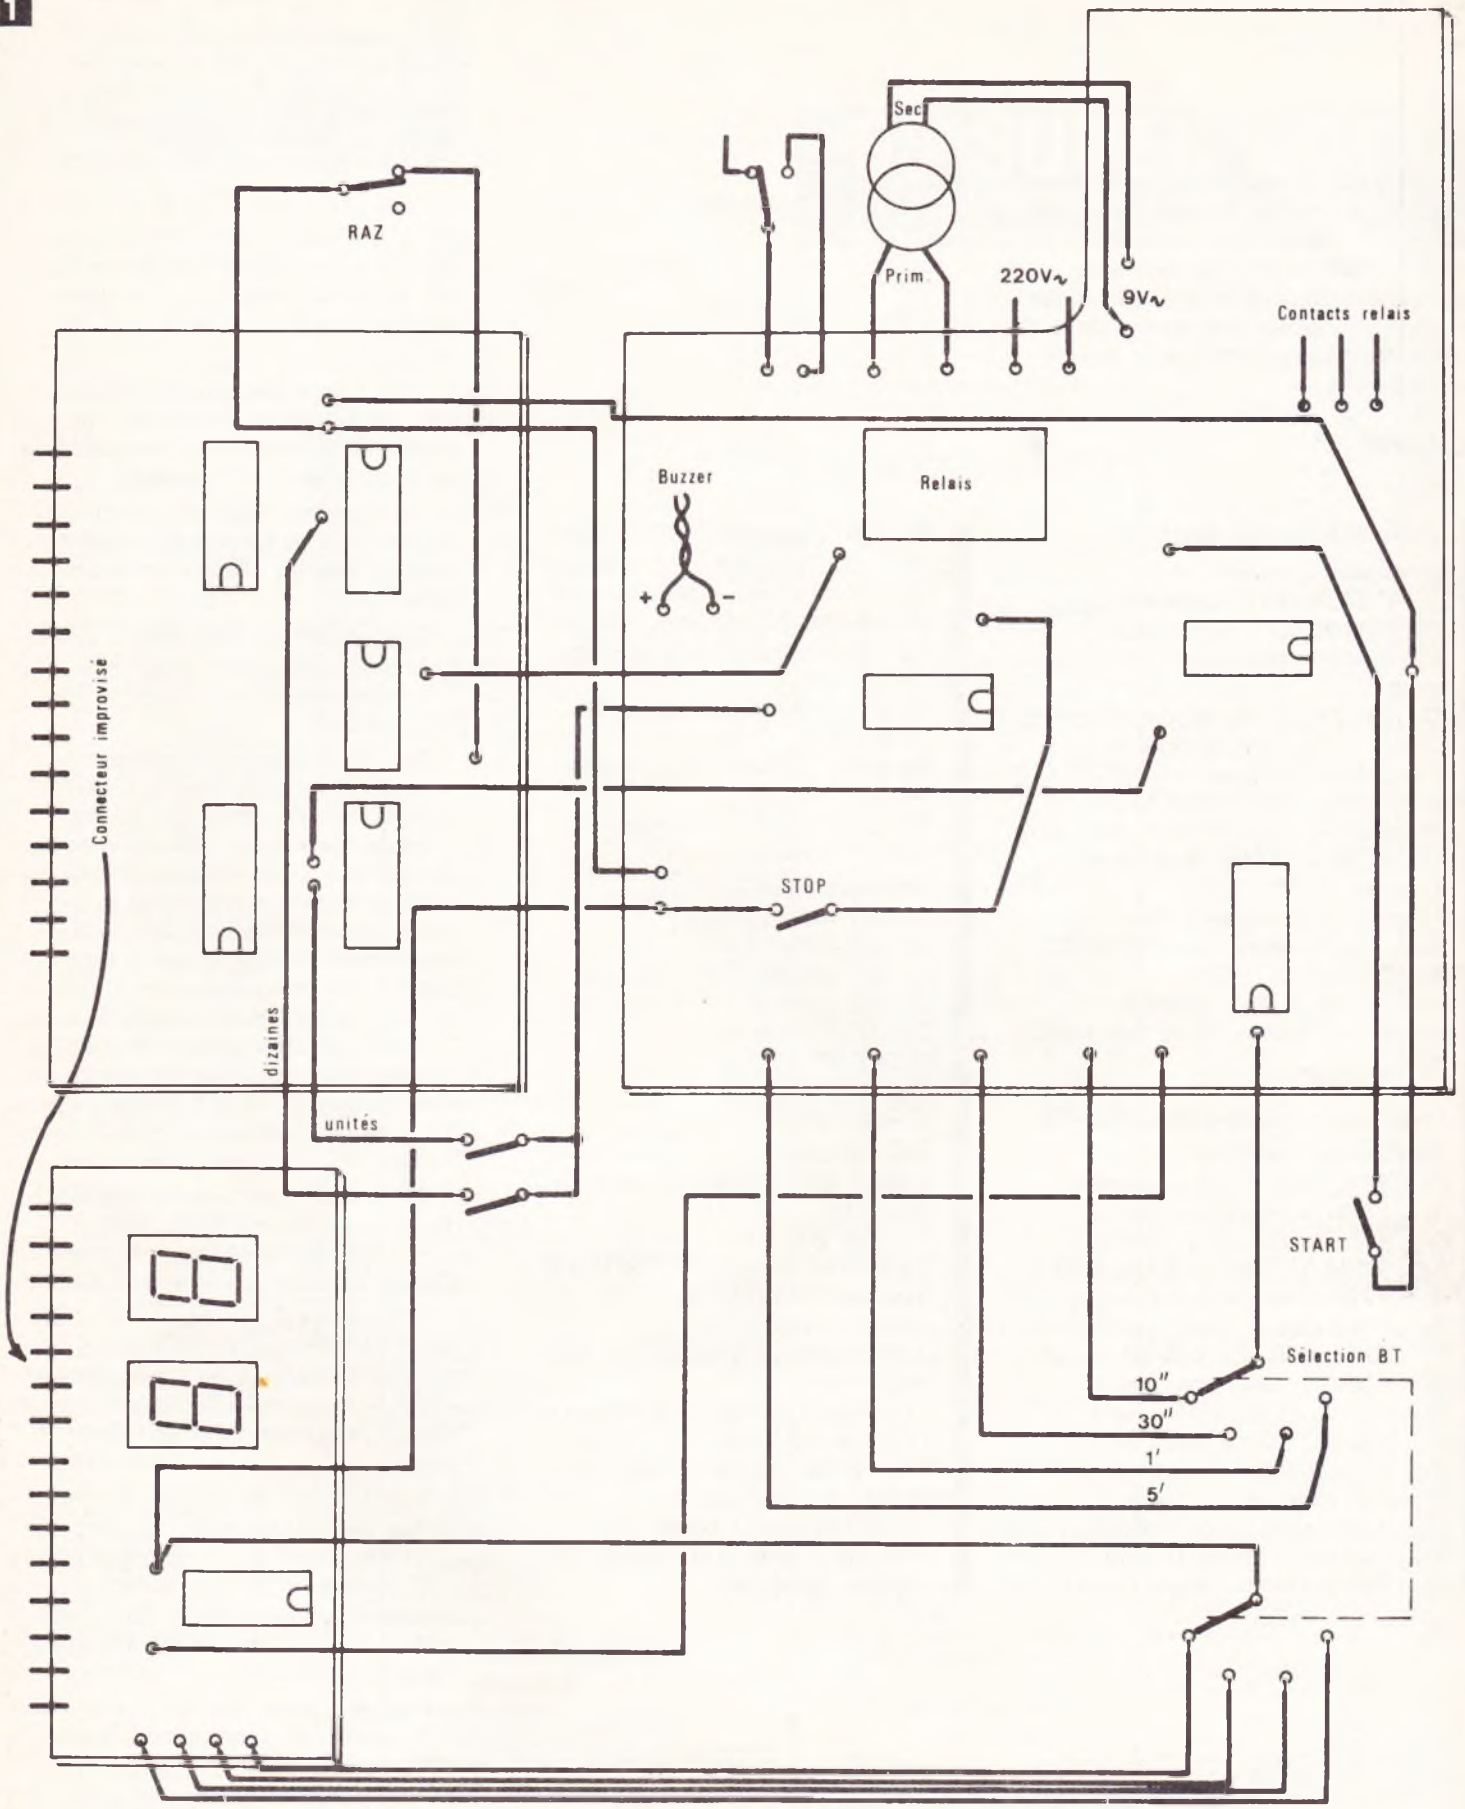 1
Sec
RAZ
Prim.
220V~
9V~
Contacts relais
Buzzer
Relais
+
-
Connecteur improvisé
STOP
dizaines
unités
START
Sélection BT
10"
30"
1'
5'